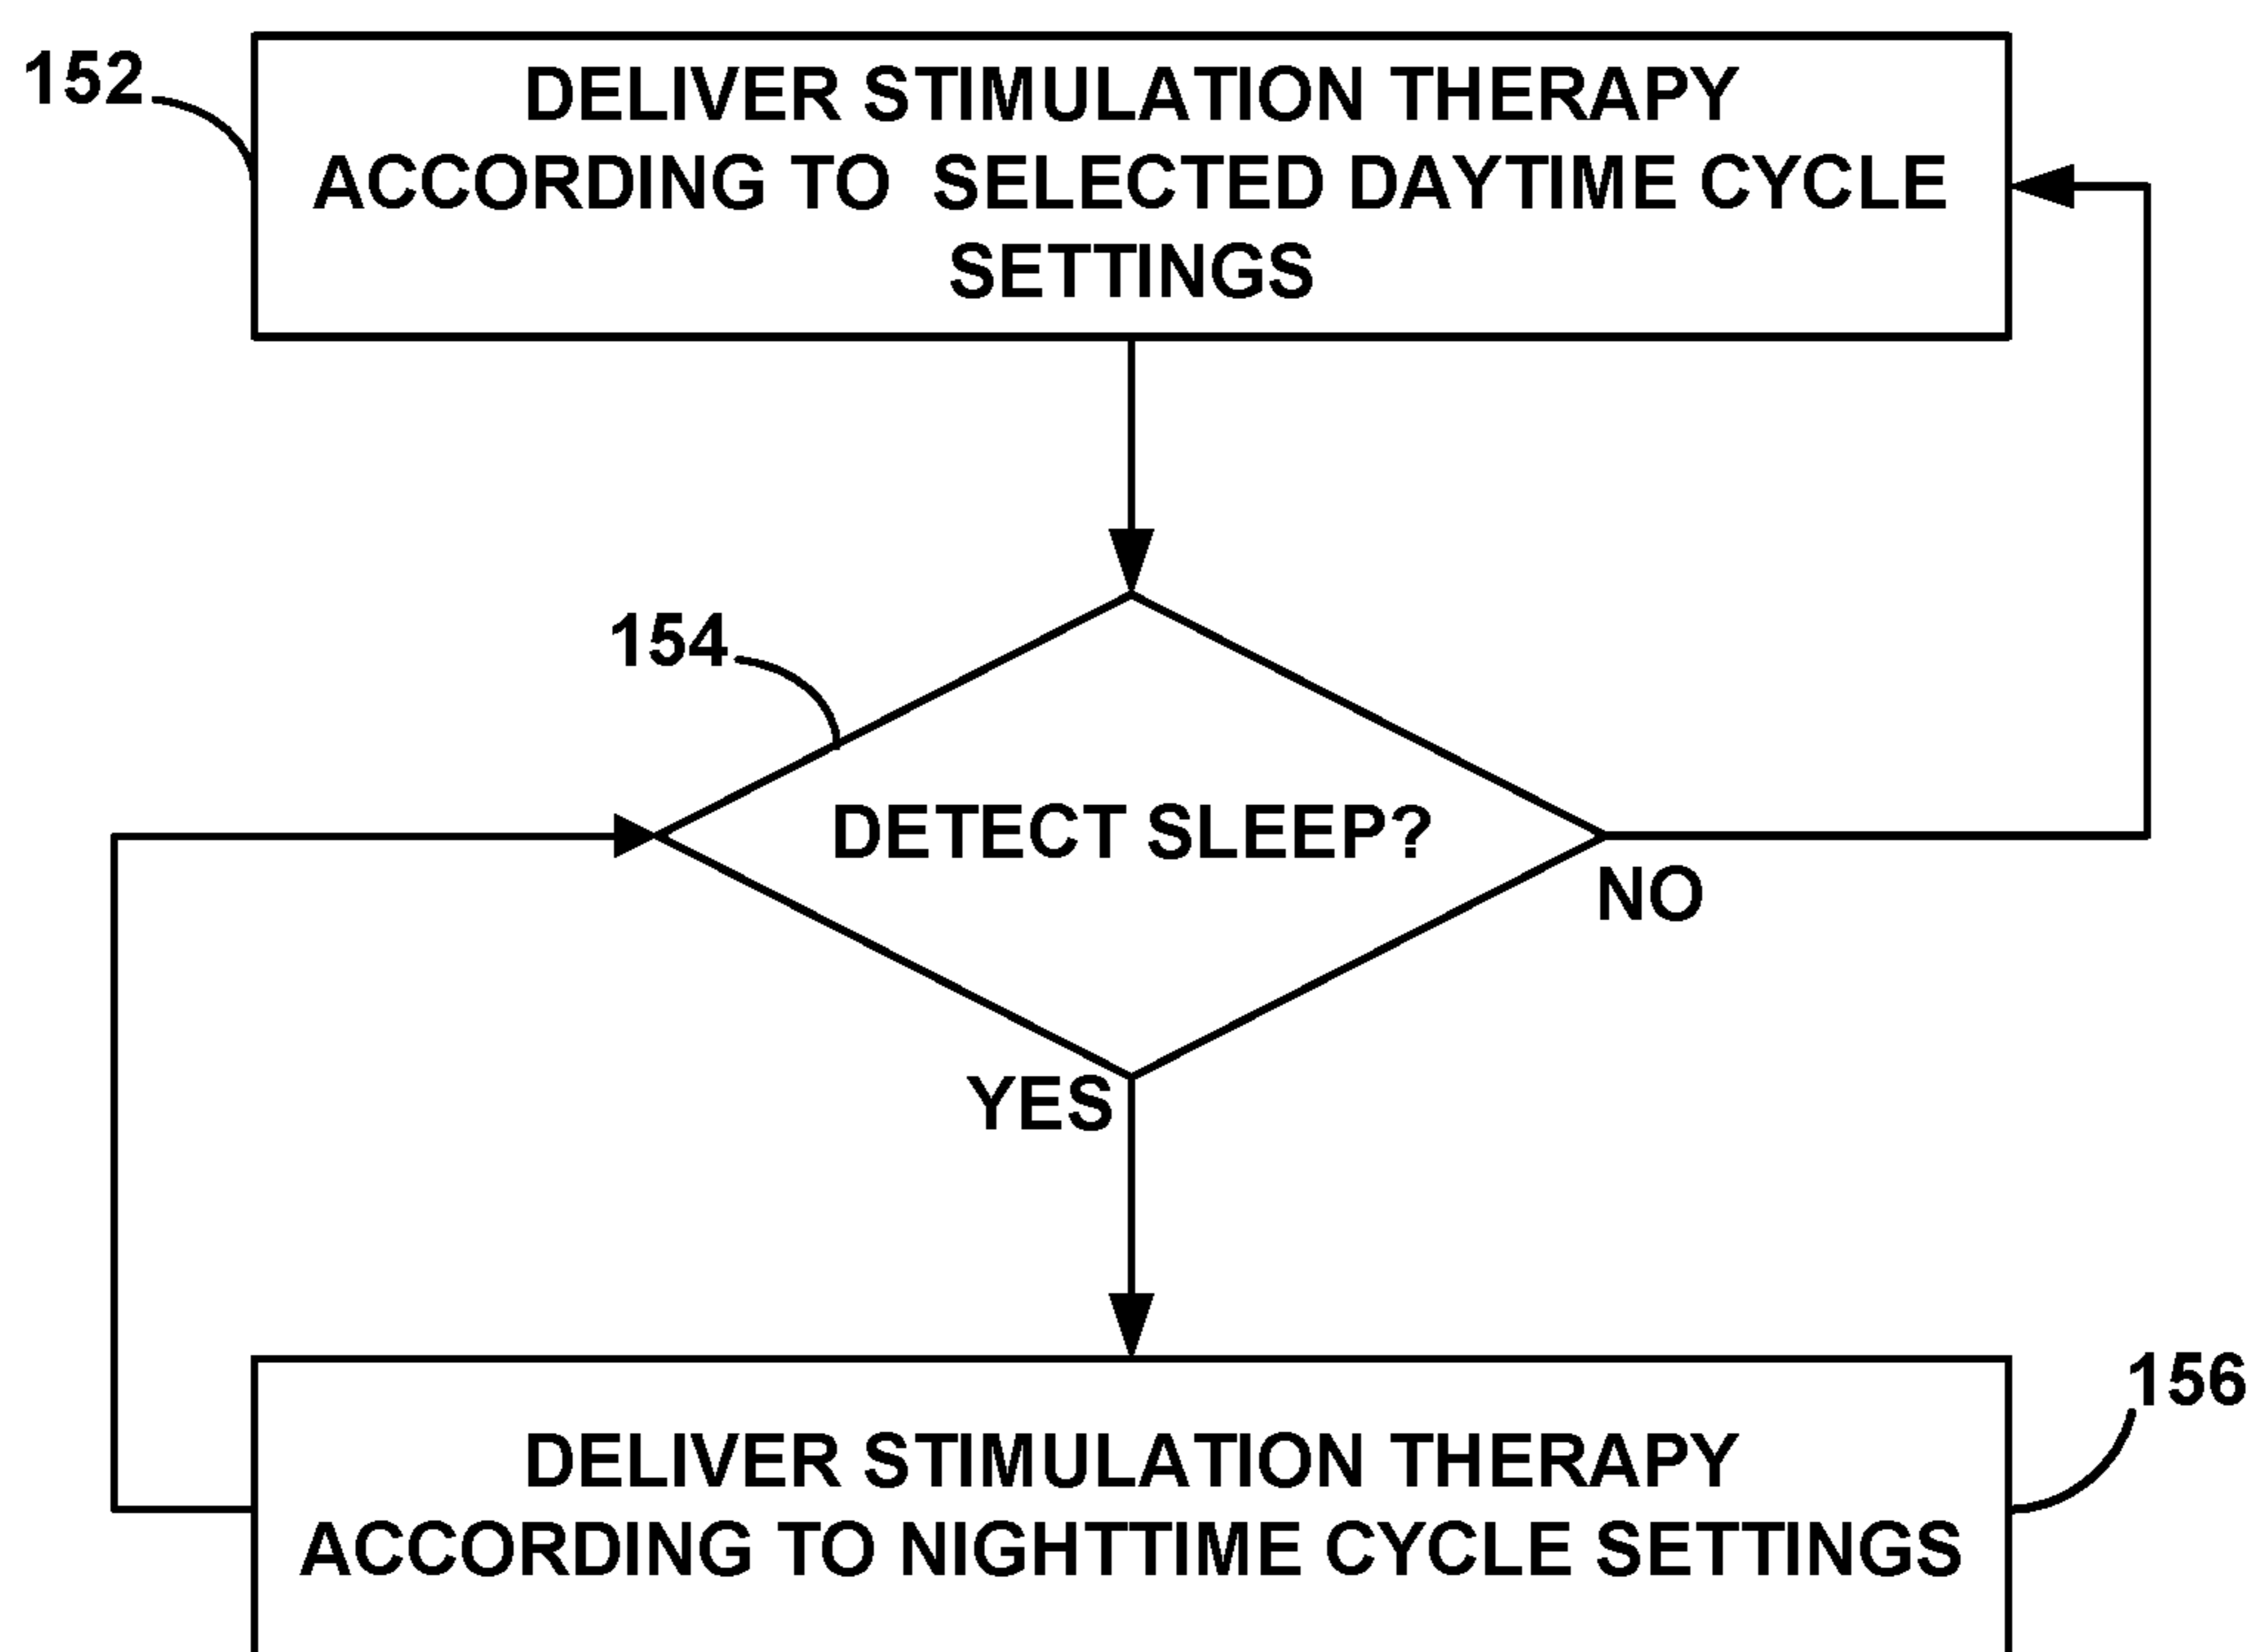 152
DELIVER STIMULATION THERAPY
ACCORDING TO SELECTED DAYTIME CYCLE
SETTINGS
154
DETECT SLEEP?
NO
YES
156
DELIVER STIMULATION THERAPY
ACCORDING TO NIGHTTIME CYCLE SETTINGS